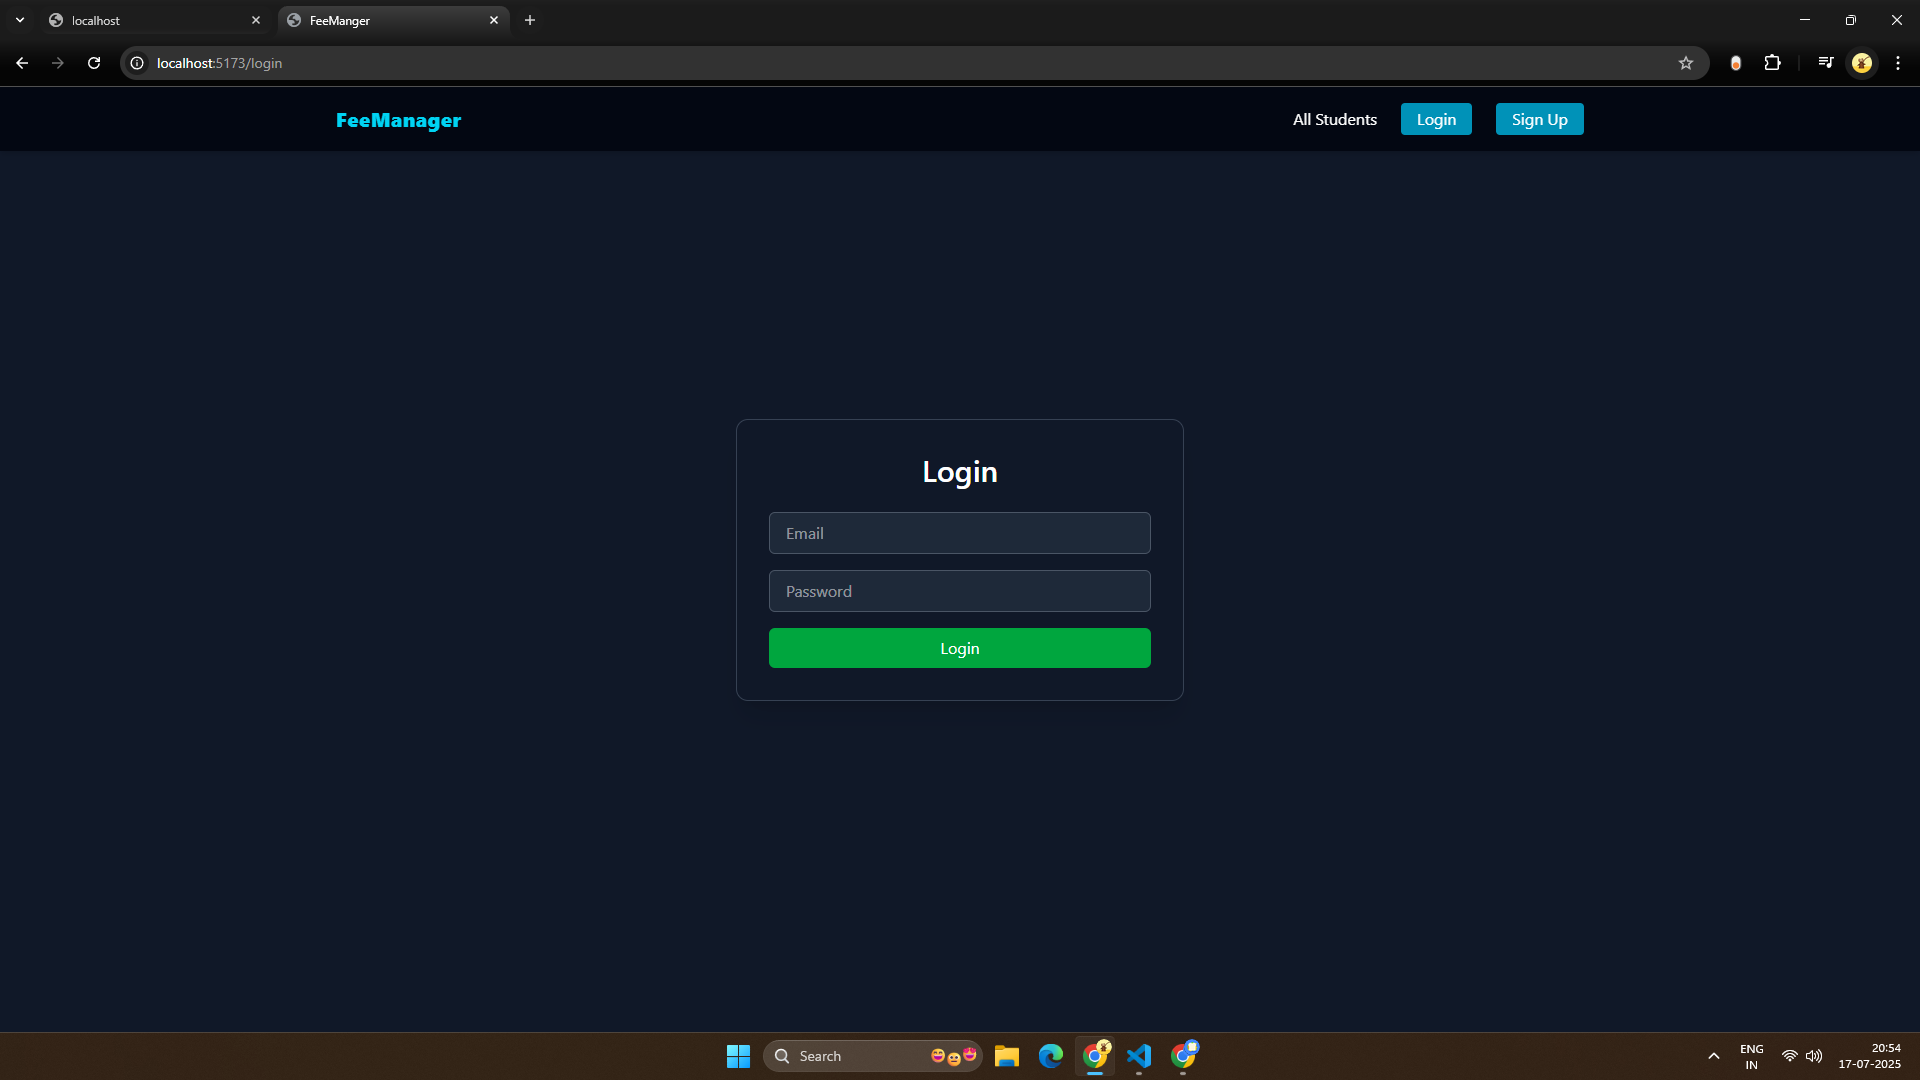 localhost
FeeManger
localhost:5173/login
FeeManager
All Students
Login
Sign Up
Login
Email
Password
Login
Search
ENG
IN
20:54
17-07-2025